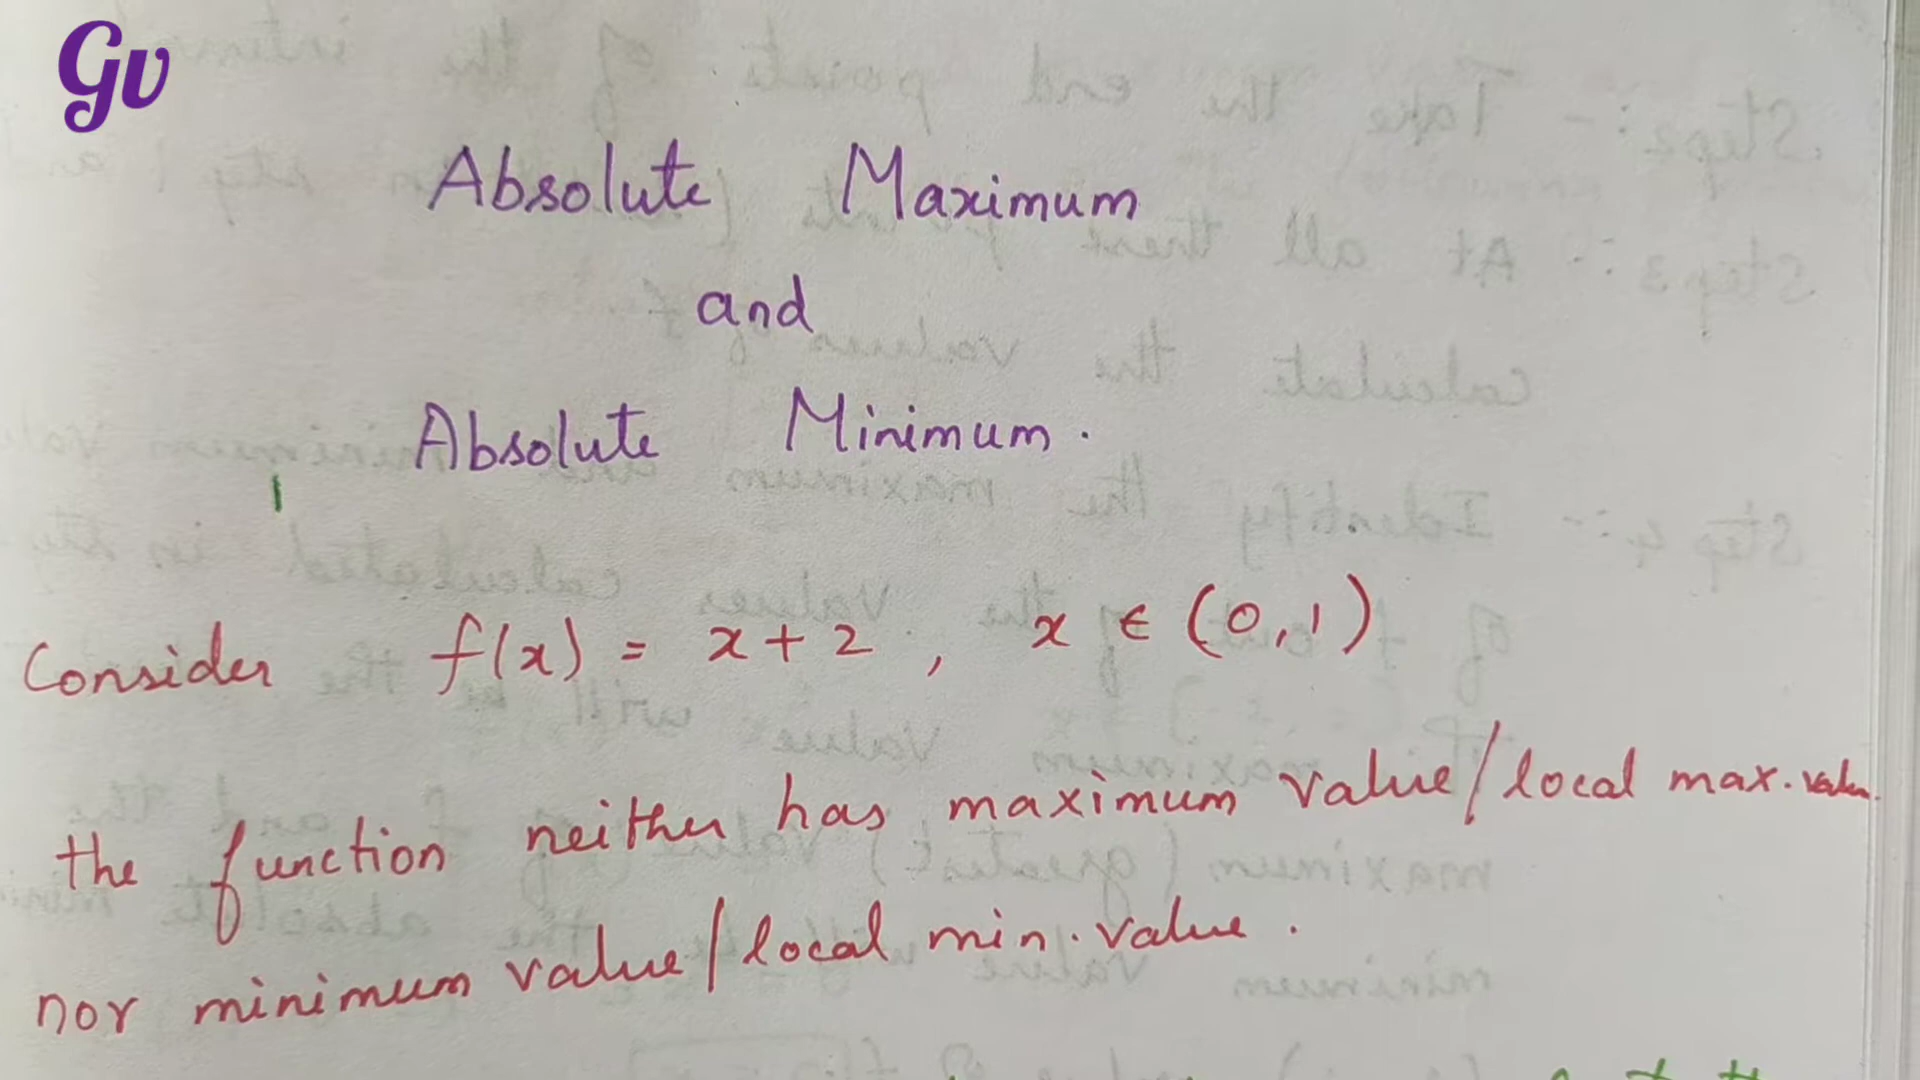 Gv
Absolute Maximum
and
Absolute Minimum.
Consider f(x) = x+2, x ∈ (0,1)
the function neither has maximum value/local max. value.
nor minimum value/local min. value.